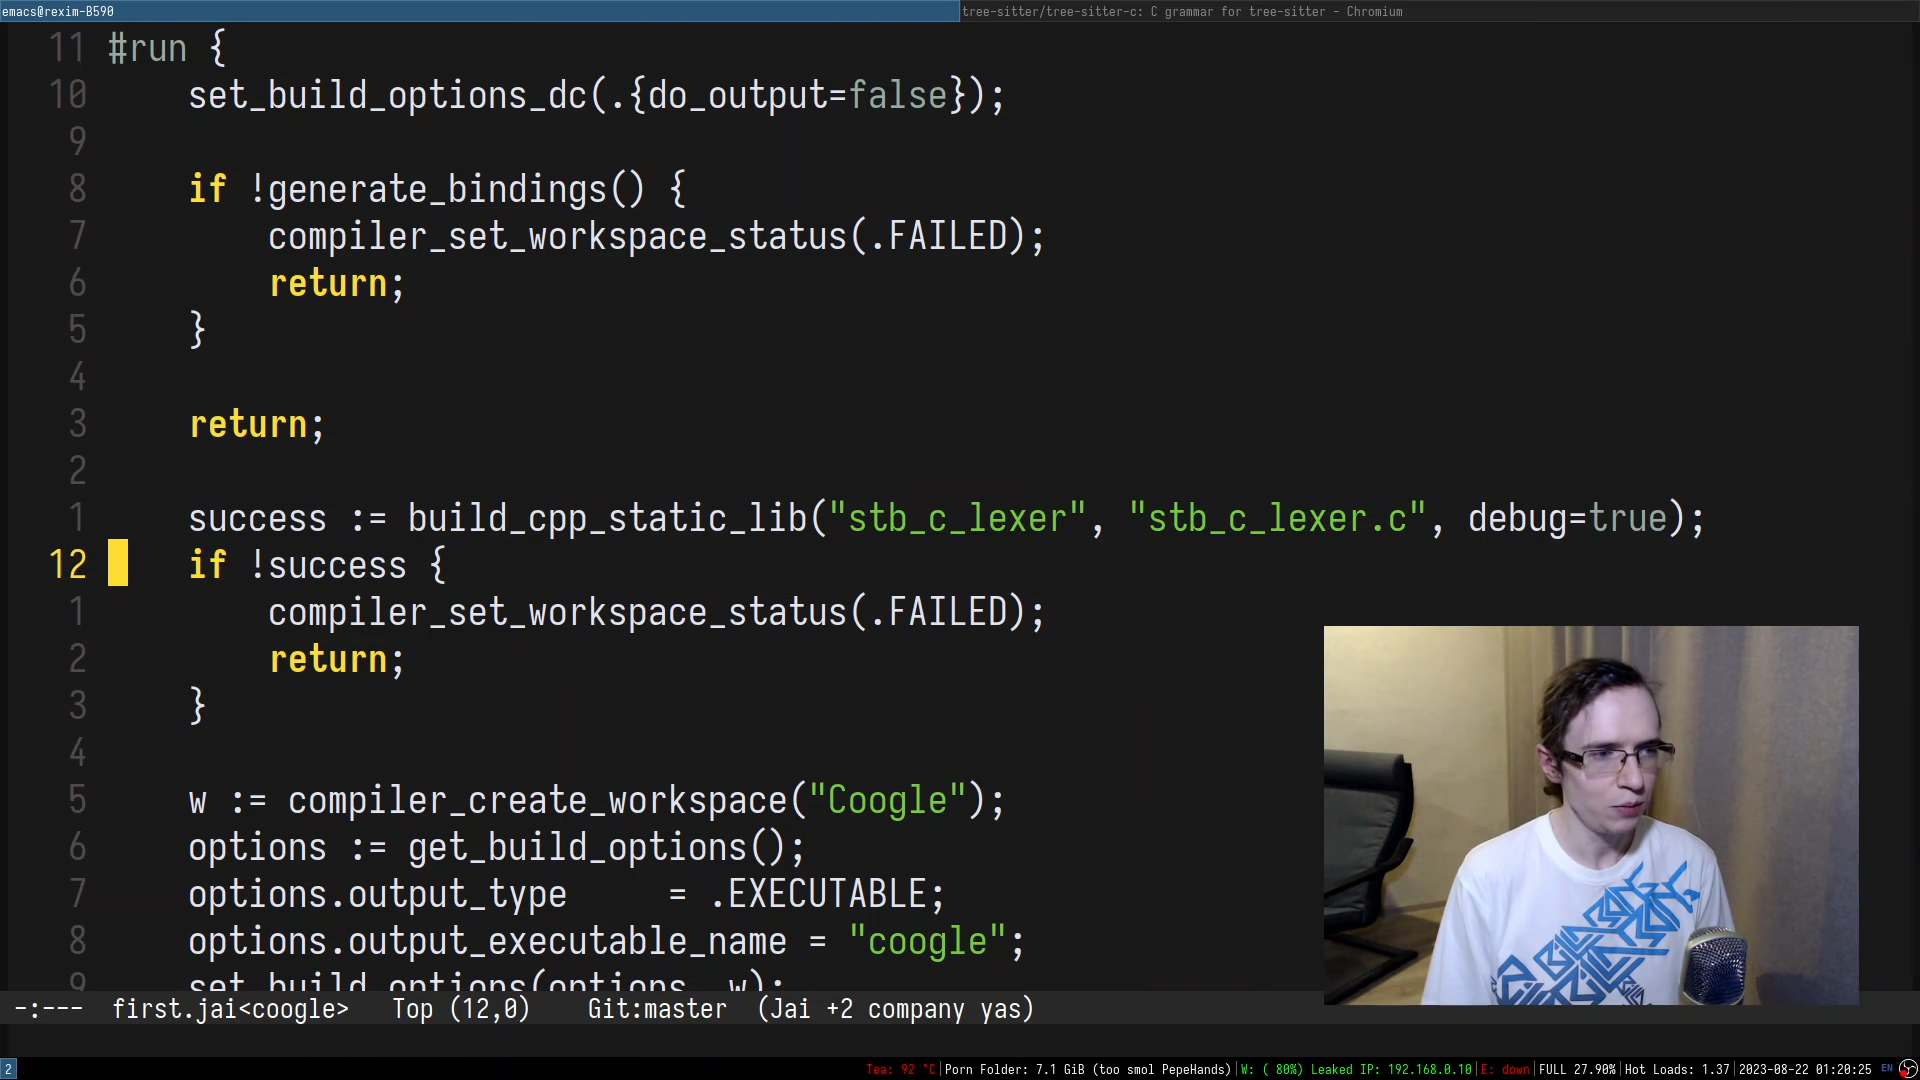 emacs@rexim-B590
tree-sitter/tree-sitter-c: C grammar for tree-sitter - Chromium
11 #run {
10 set_build_options_dc(.{do_output=false});
9
8 if !generate_bindings() {
7 compiler_set_workspace_status(.FAILED);
6 return;
5 }
4
3 return;
2
1 success := build_cpp_static_lib("stb_c_lexer", "stb_c_lexer.c", debug=true);
12 if !success {
1 compiler_set_workspace_status(.FAILED);
2 return;
3 }
4
5 w := compiler_create_workspace("Coogle");
6 options := get_build_options();
7 options.output_type = .EXECUTABLE;
8 options.output_executable_name = "coogle";
9 set_build_options(options, w);
-:--- first.jai<coogle> Top (12,0) Git:master (Jai +2 company yas)
2 Tea: 92 °C|Porn Folder: 7.1 GiB (too smol PepeHands)|W: ( 80%) Leaked IP: 192.168.0.10|E: down|FULL 27.90%|Hot Loads: 1.37|2023-08-22 01:20:25 EN